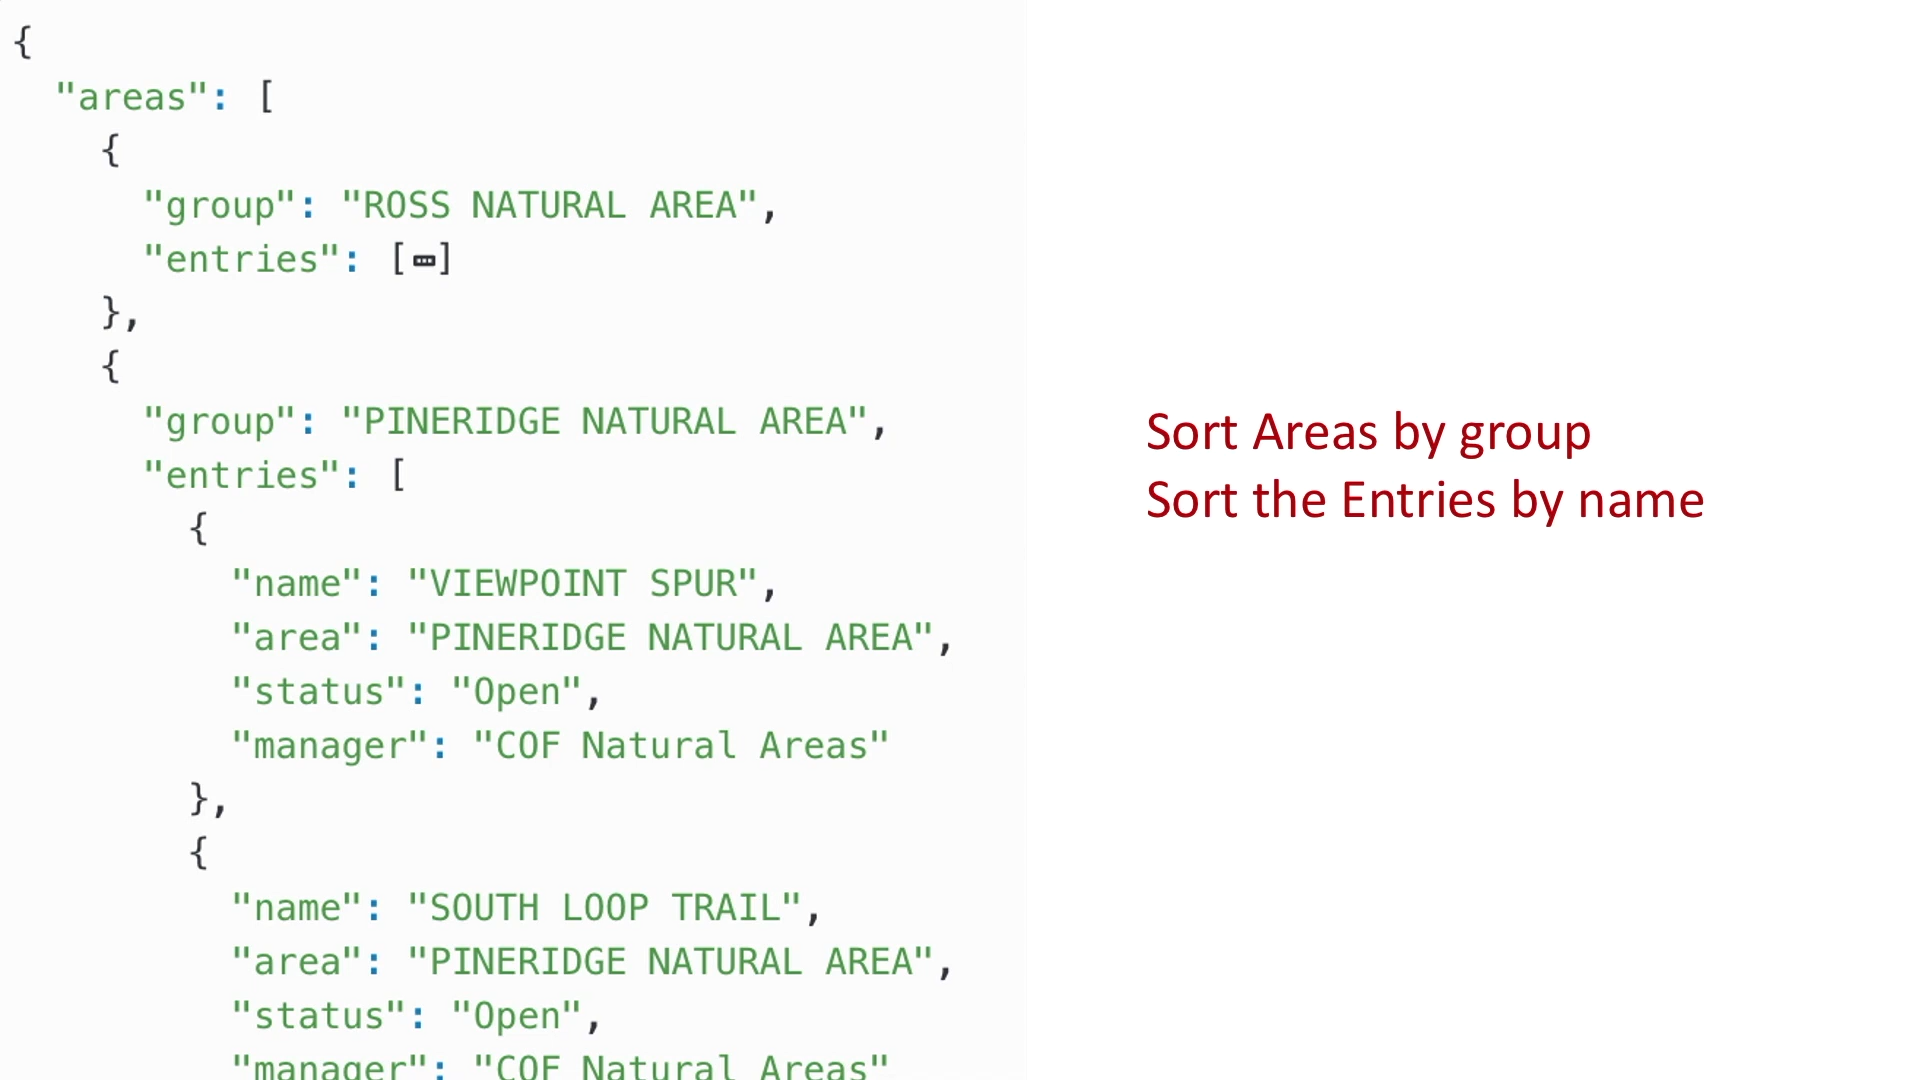 {
"areas": [
{
"group": "ROSS NATURAL AREA",
"entries": [...]
},
{
"group": "PINERIDGE NATURAL AREA",
"entries": [
{
"name": "VIEWPOINT SPUR",
"area": "PINERIDGE NATURAL AREA",
"status": "Open",
"manager": "COF Natural Areas"
},
{
"name": "SOUTH LOOP TRAIL",
"area": "PINERIDGE NATURAL AREA",
"status": "Open",
"manager": "COF Natural Areas"
Sort Areas by group
Sort the Entries by name